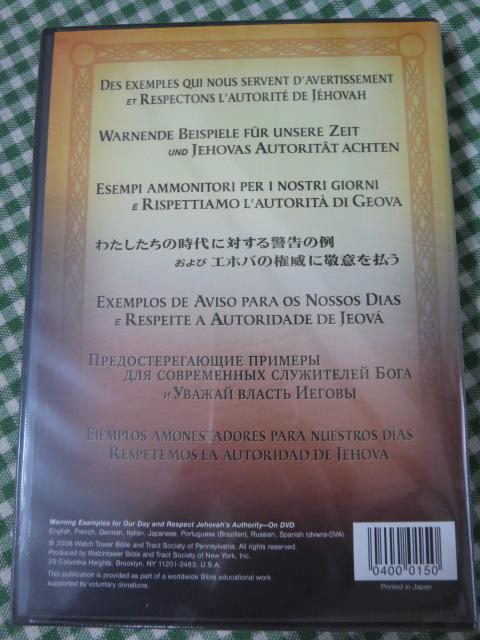 DES EXEMPLES QUI NOUS SERVENT D'AVERTISSEMENT
ET RESPECTONS L'AUTORITÉ DE JÉHOVAH
WARNENDE BEISPIELE FÜR UNSERE ZEIT
UND JEHOVAS AUTORITÄT ACHTEN
ESEMPI AMMONITORI PER I NOSTRI GIORNI
E RISPETTIAMO L'AUTORITÀ DI GEOVA
わたしたちの時代に対する警告の例
および エホバの権威に敬意を払う
EXEMPLOS DE AVISO PARA OS NOSSOS DIAS
E RESPEITE A AUTORIDADE DE JEOVÁ
ПРЕДОСТЕРЕГАЮЩИЕ ПРИМЕРЫ
ДЛЯ СОВРЕМЕННЫХ СЛУЖИТЕЛЕЙ БОГА
И УВАЖАЙ ВЛАСТЬ ИЕГОВЫ
EJEMPLOS AMONESTADORES PARA NUESTROS DÍAS
RESPETEMOS LA AUTORIDAD DE JEHOVÁ
Warning Examples for Our Day and Respect Jehovah's Authority—On DVD
English, French, German, Italian, Japanese, Portuguese (Brazilian), Russian, Spanish (dvwra-DVA)
© 2008 Watch Tower Bible and Tract Society of Pennsylvania. All rights reserved.
Produced by Watchtower Bible and Tract Society of New York, Inc.
25 Columbia Heights, Brooklyn, NY 11201-2483, U.S.A.
This publication is provided as part of a worldwide Bible educational work
supported by voluntary donations.
0400 0150
Printed in Japan